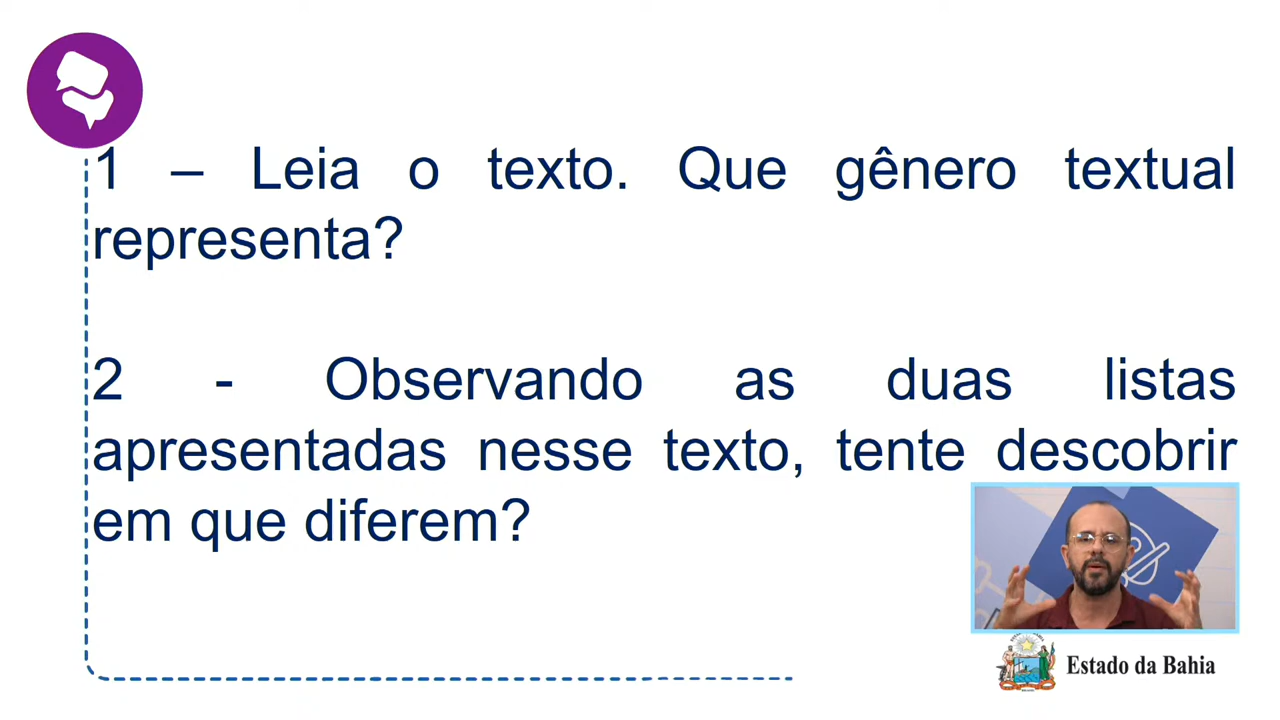 1 – Leia o texto. Que gênero textual
representa?
2 - Observando as duas listas
apresentadas nesse texto, tente descobrir
em que diferem?
Estado da Bahia